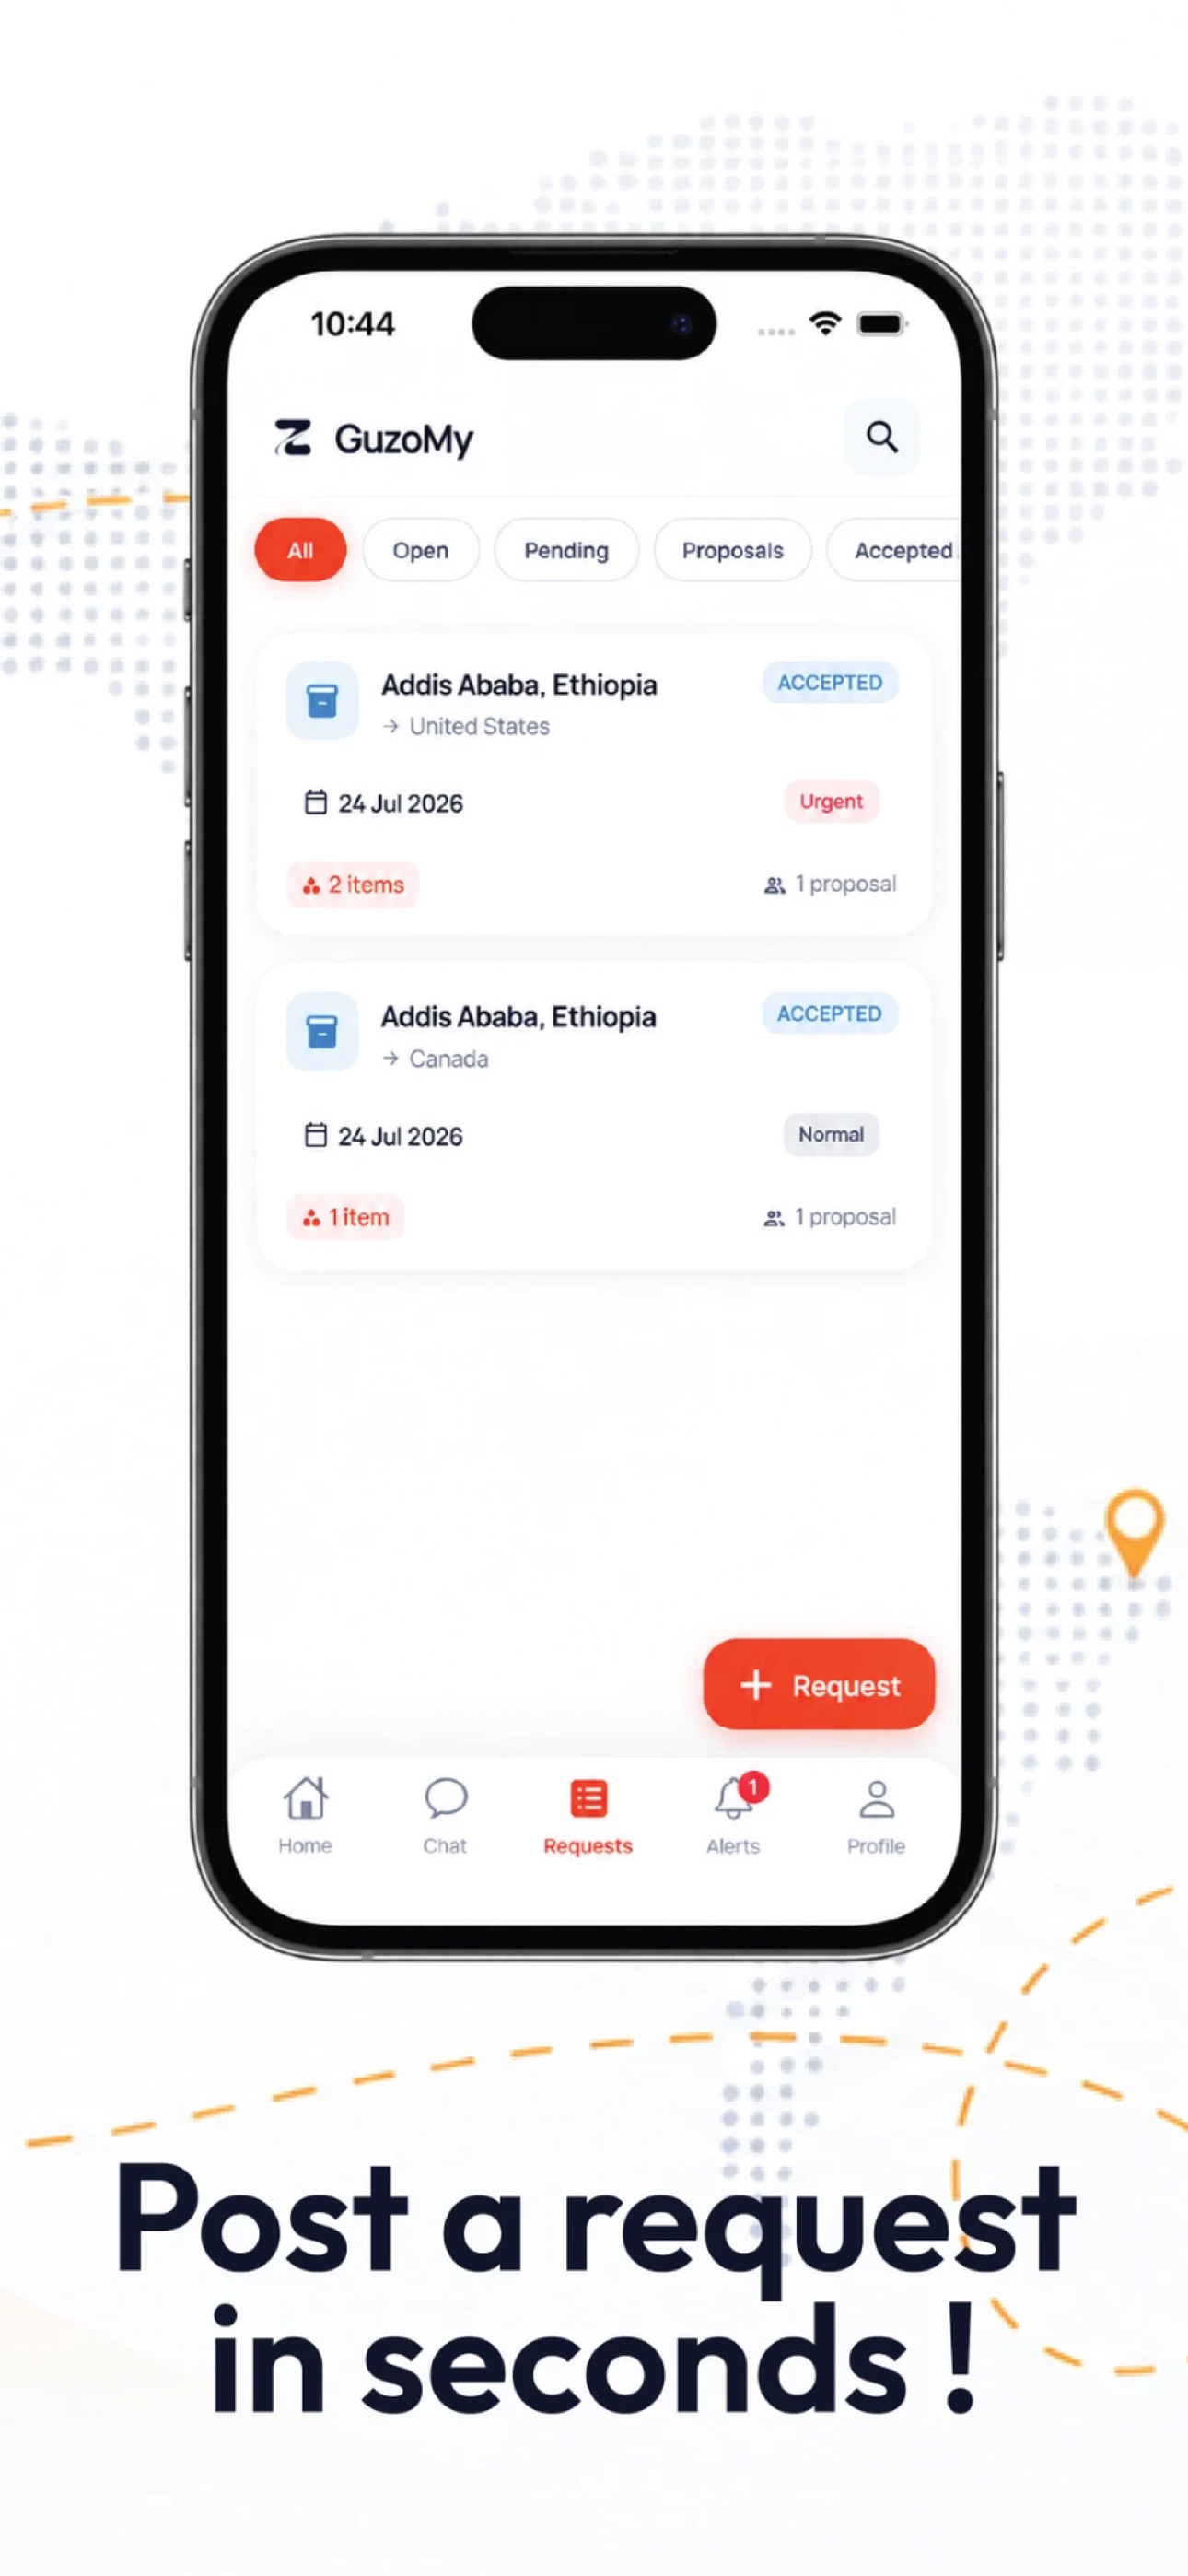 10:44
GuzoMy
All Open Pending Proposals Accepted
Addis Ababa, Ethiopia ACCEPTED
→ United States
24 Jul 2026 Urgent
2 items 1 proposal
Addis Ababa, Ethiopia ACCEPTED
→ Canada
24 Jul 2026 Normal
1 item 1 proposal
+ Request
1
Home Chat Requests Alerts Profile
Post a request
in seconds !